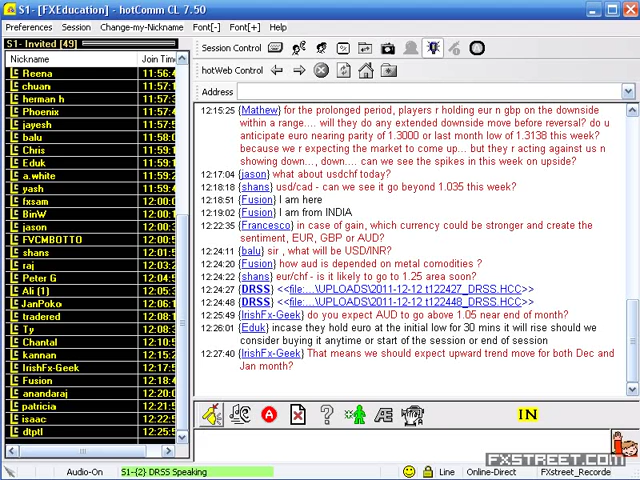 S1- [FXEducation] - hotComm CL 7.50
Preferences Session Change-my-Nickname Font[-] Font[+] Help
S1- Invited [49]
Nickname Join Time
Reena 11:56:4
chuan 11:57:1
herman h 11:57:1
Phoenix 11:57:4
jayesh 11:57:5
balu 11:58:5
Chris 11:59:1
Eduk 11:59:2
a.white 11:59:4
yash 11:59:4
fxsam 12:00:0
BinW 12:00:0
jason 12:00:0
FVCMBOTTO 12:00:3
shans 12:01:0
raj 12:03:2
Peter G 12:04:0
Ali (1) 12:05:1
JanPoko 12:06:1
tradered 12:08:1
Ty 12:08:3
Chantal 12:10:5
kannan 12:15:2
IrishFx-Geek 12:17:5
Fusion 12:18:4
anandaraj 12:20:0
patricia 12:21:5
isaac 12:22:2
dtptl 12:25:5
Session Control
hotWeb Control
Address
12:15:25 {Mathew} for the prolonged period, players r holding eur n gbp on the downside
within a range.... will they do any extended downside move before reversal? do u
anticipate euro nearing parity of 1.3000 or last month low of 1.3138 this week?
because we r expecting the market to come up... but they r acting against us n
showing down., down.... can we see the spikes in this week on upside?
12:17:04 {jason} what about usdchf today?
12:18:18 {shans} usd/cad - can we see it go beyond 1.035 this week?
12:18:51 {Fusion} I am here
12:19:02 {Fusion} I am from INDIA
12:22:35 {Francesco} in case of gain, which currency could be stronger and create the
sentiment, EUR, GBP or AUD?
12:24:11 {balu} sir , what will be USD/INR?
12:24:20 {Fusion} how aud is depended on metal comodities ?
12:24:22 {shans} eur/chf - is it likely to go to 1.25 area soon?
12:24:27 {DRSS} <<file:...\UPLOADS\2011-12-12 t122427_DRSS.HCC>>
12:24:48 {DRSS} <<file:...\UPLOADS\2011-12-12 t122448_DRSS.HCC>>
12:25:49 {IrishFx-Geek} do you expect AUD to go above 1.05 near end of month?
12:26:01 {Eduk} incase they hold euro at the initial low for 30 mins it will rise should we
consider buying it anytime or start of the session or end of session
12:27:40 {IrishFx-Geek} That means we should expect upward trend move for both Dec and
Jan month?
IN
FXSTREET.COM
Audio-On S1-{2} DRSS Speaking Line Online-Direct FXstreet_Recorde